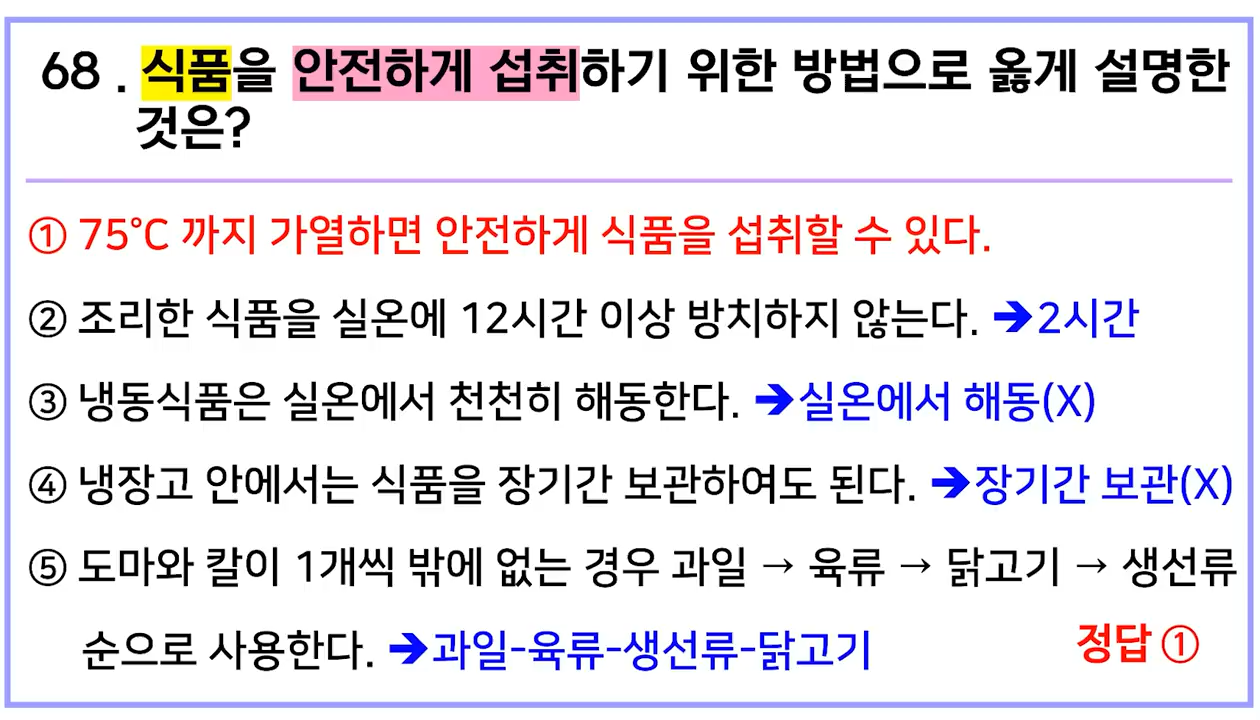 68. 식품을 안전하게 섭취하기 위한 방법으로 옳게 설명한
것은?
① 75℃ 까지 가열하면 안전하게 식품을 섭취할 수 있다.
② 조리한 식품을 실온에 12시간 이상 방치하지 않는다. ➔2시간
③ 냉동식품은 실온에서 천천히 해동한다. ➔실온에서 해동(X)
④ 냉장고 안에서는 식품을 장기간 보관하여도 된다. ➔장기간 보관(X)
⑤ 도마와 칼이 1개씩 밖에 없는 경우 과일 → 육류 → 닭고기 → 생선류
순으로 사용한다. ➔과일-육류-생선류-닭고기 정답 ①